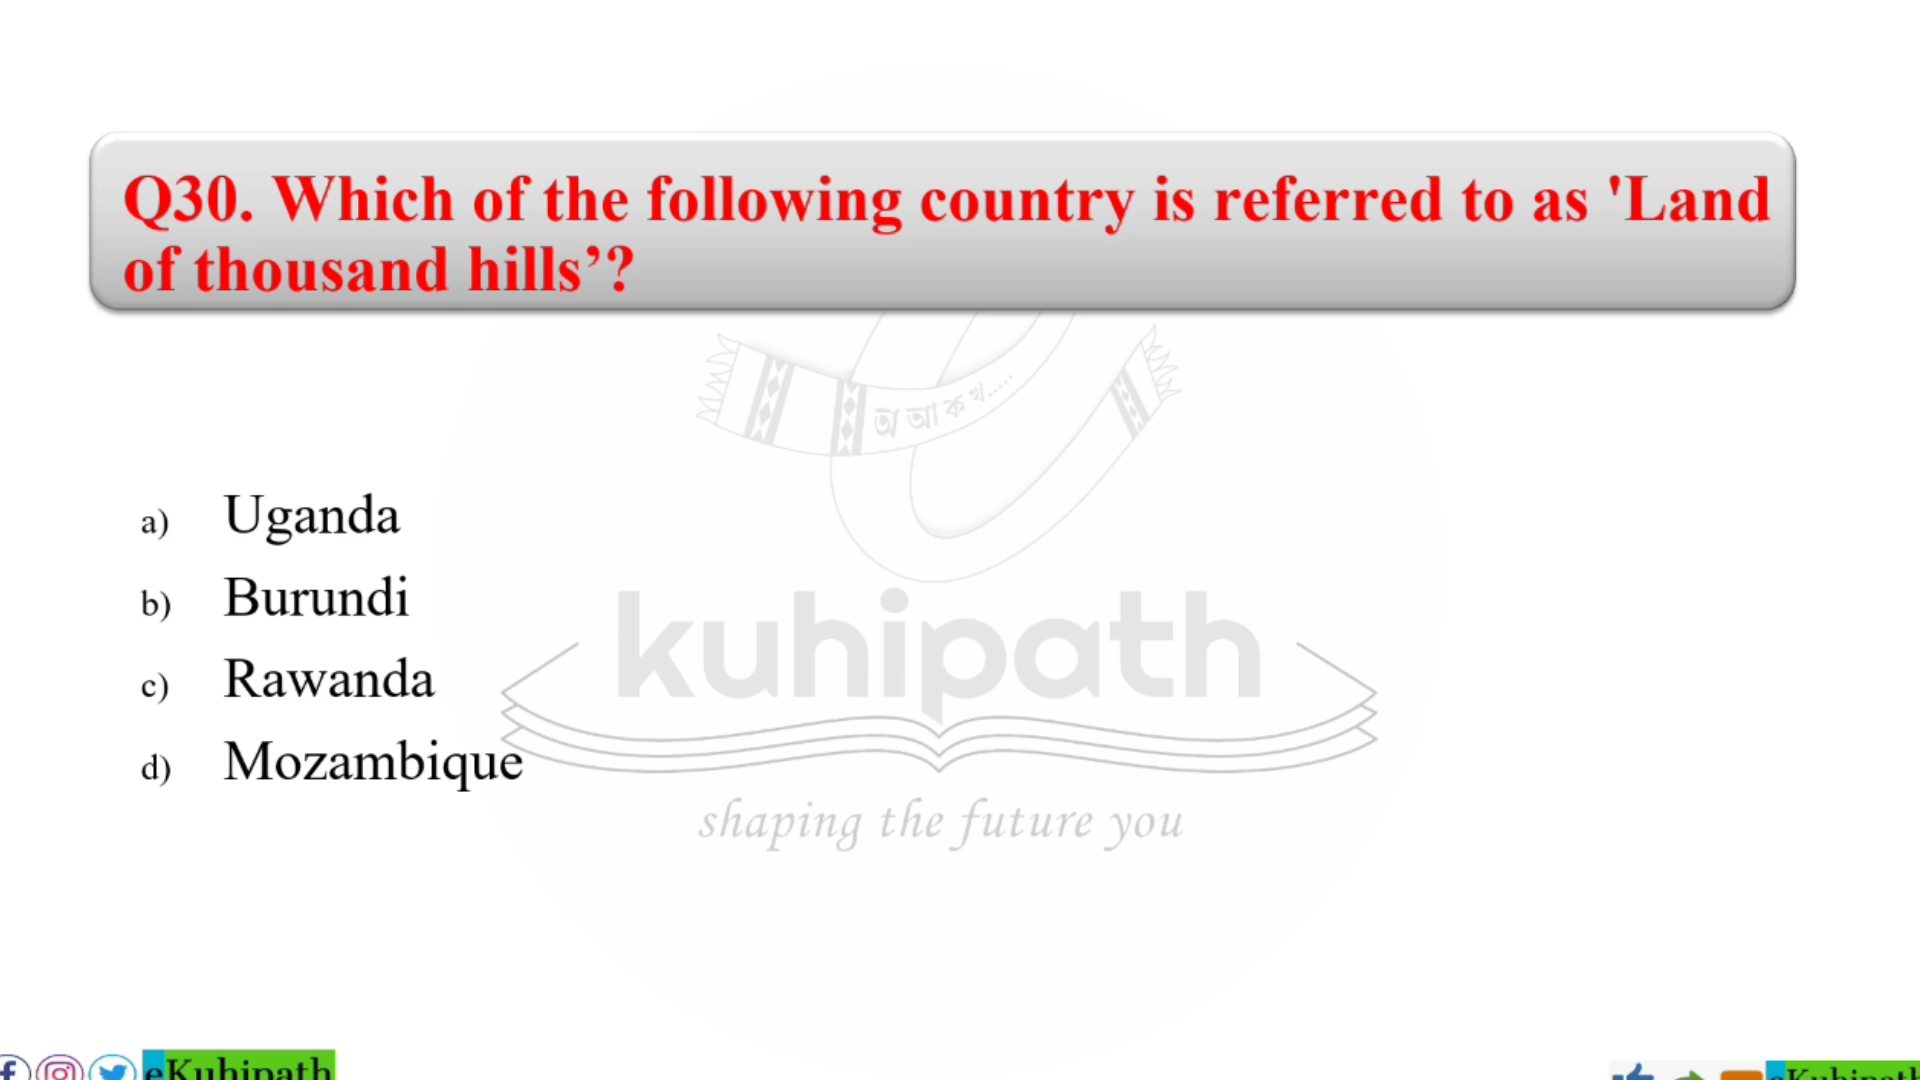 Q30. Which of the following country is referred to as 'Land
of thousand hills’?
অ আ ক খ.....
a) Uganda
b) Burundi
c) Rawanda
d) Mozambique
kuhipath
shaping the future you
eKuhipath
eKuhipath